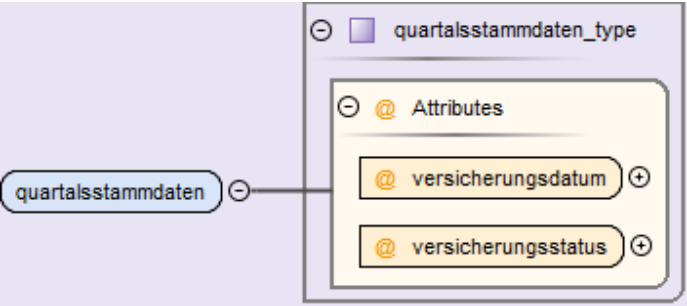 quartalsstammdaten_type
@ Attributes
@ versicherungsdatum
quartalsstammdaten
@ versicherungsstatus